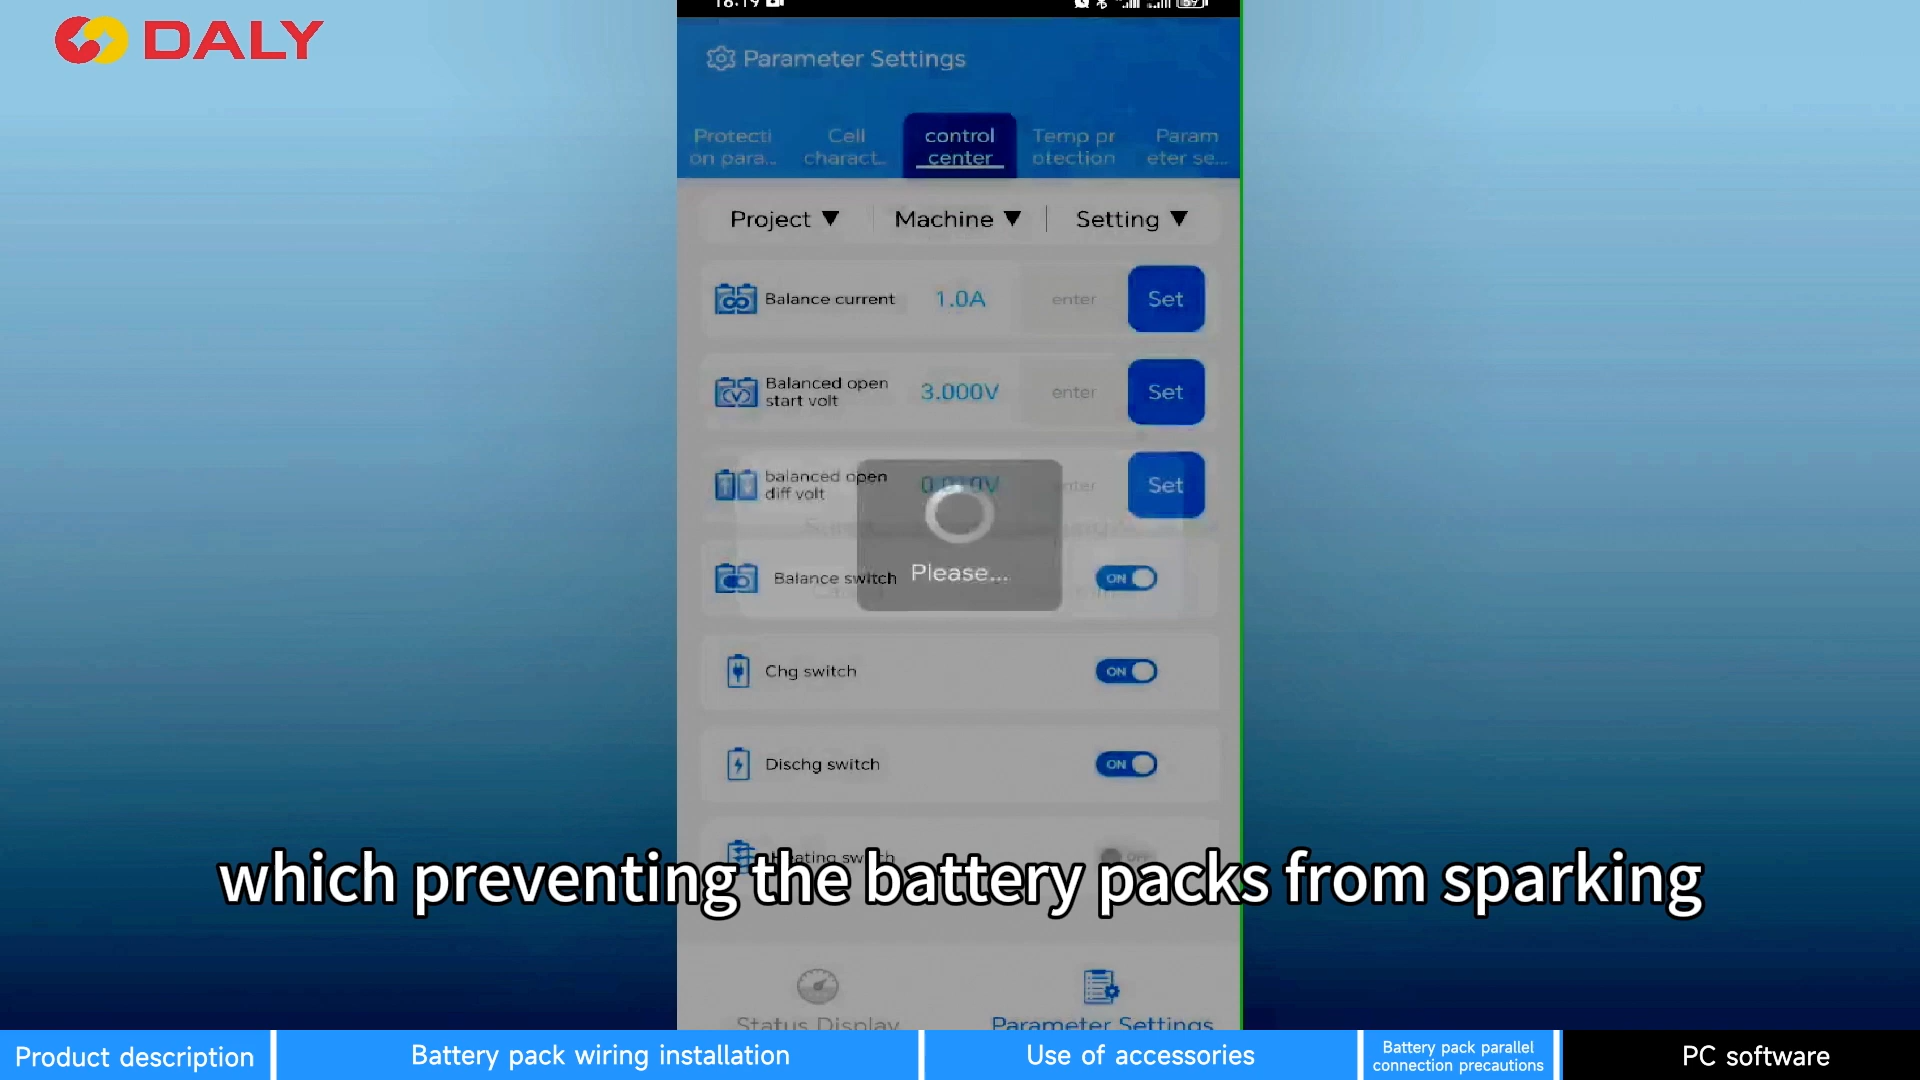 DALY
Parameter Settings
Protecti
on para...
Cell
charact...
control
center
Temp pr
otection
Param
eter se...
Project ▼
Machine ▼
Setting ▼
Balance current
1.0A
enter
Set
Balanced open
start volt
3.000V
enter
Set
balanced open
diff volt
enter
Set
Balance switch
ON
Please...
Chg switch
ON
Dischg switch
ON
which preventing the battery packs from sparking
Status Display
Parameter Settings
Product description
Battery pack wiring installation
Use of accessories
Battery pack parallel
connection precautions
PC software